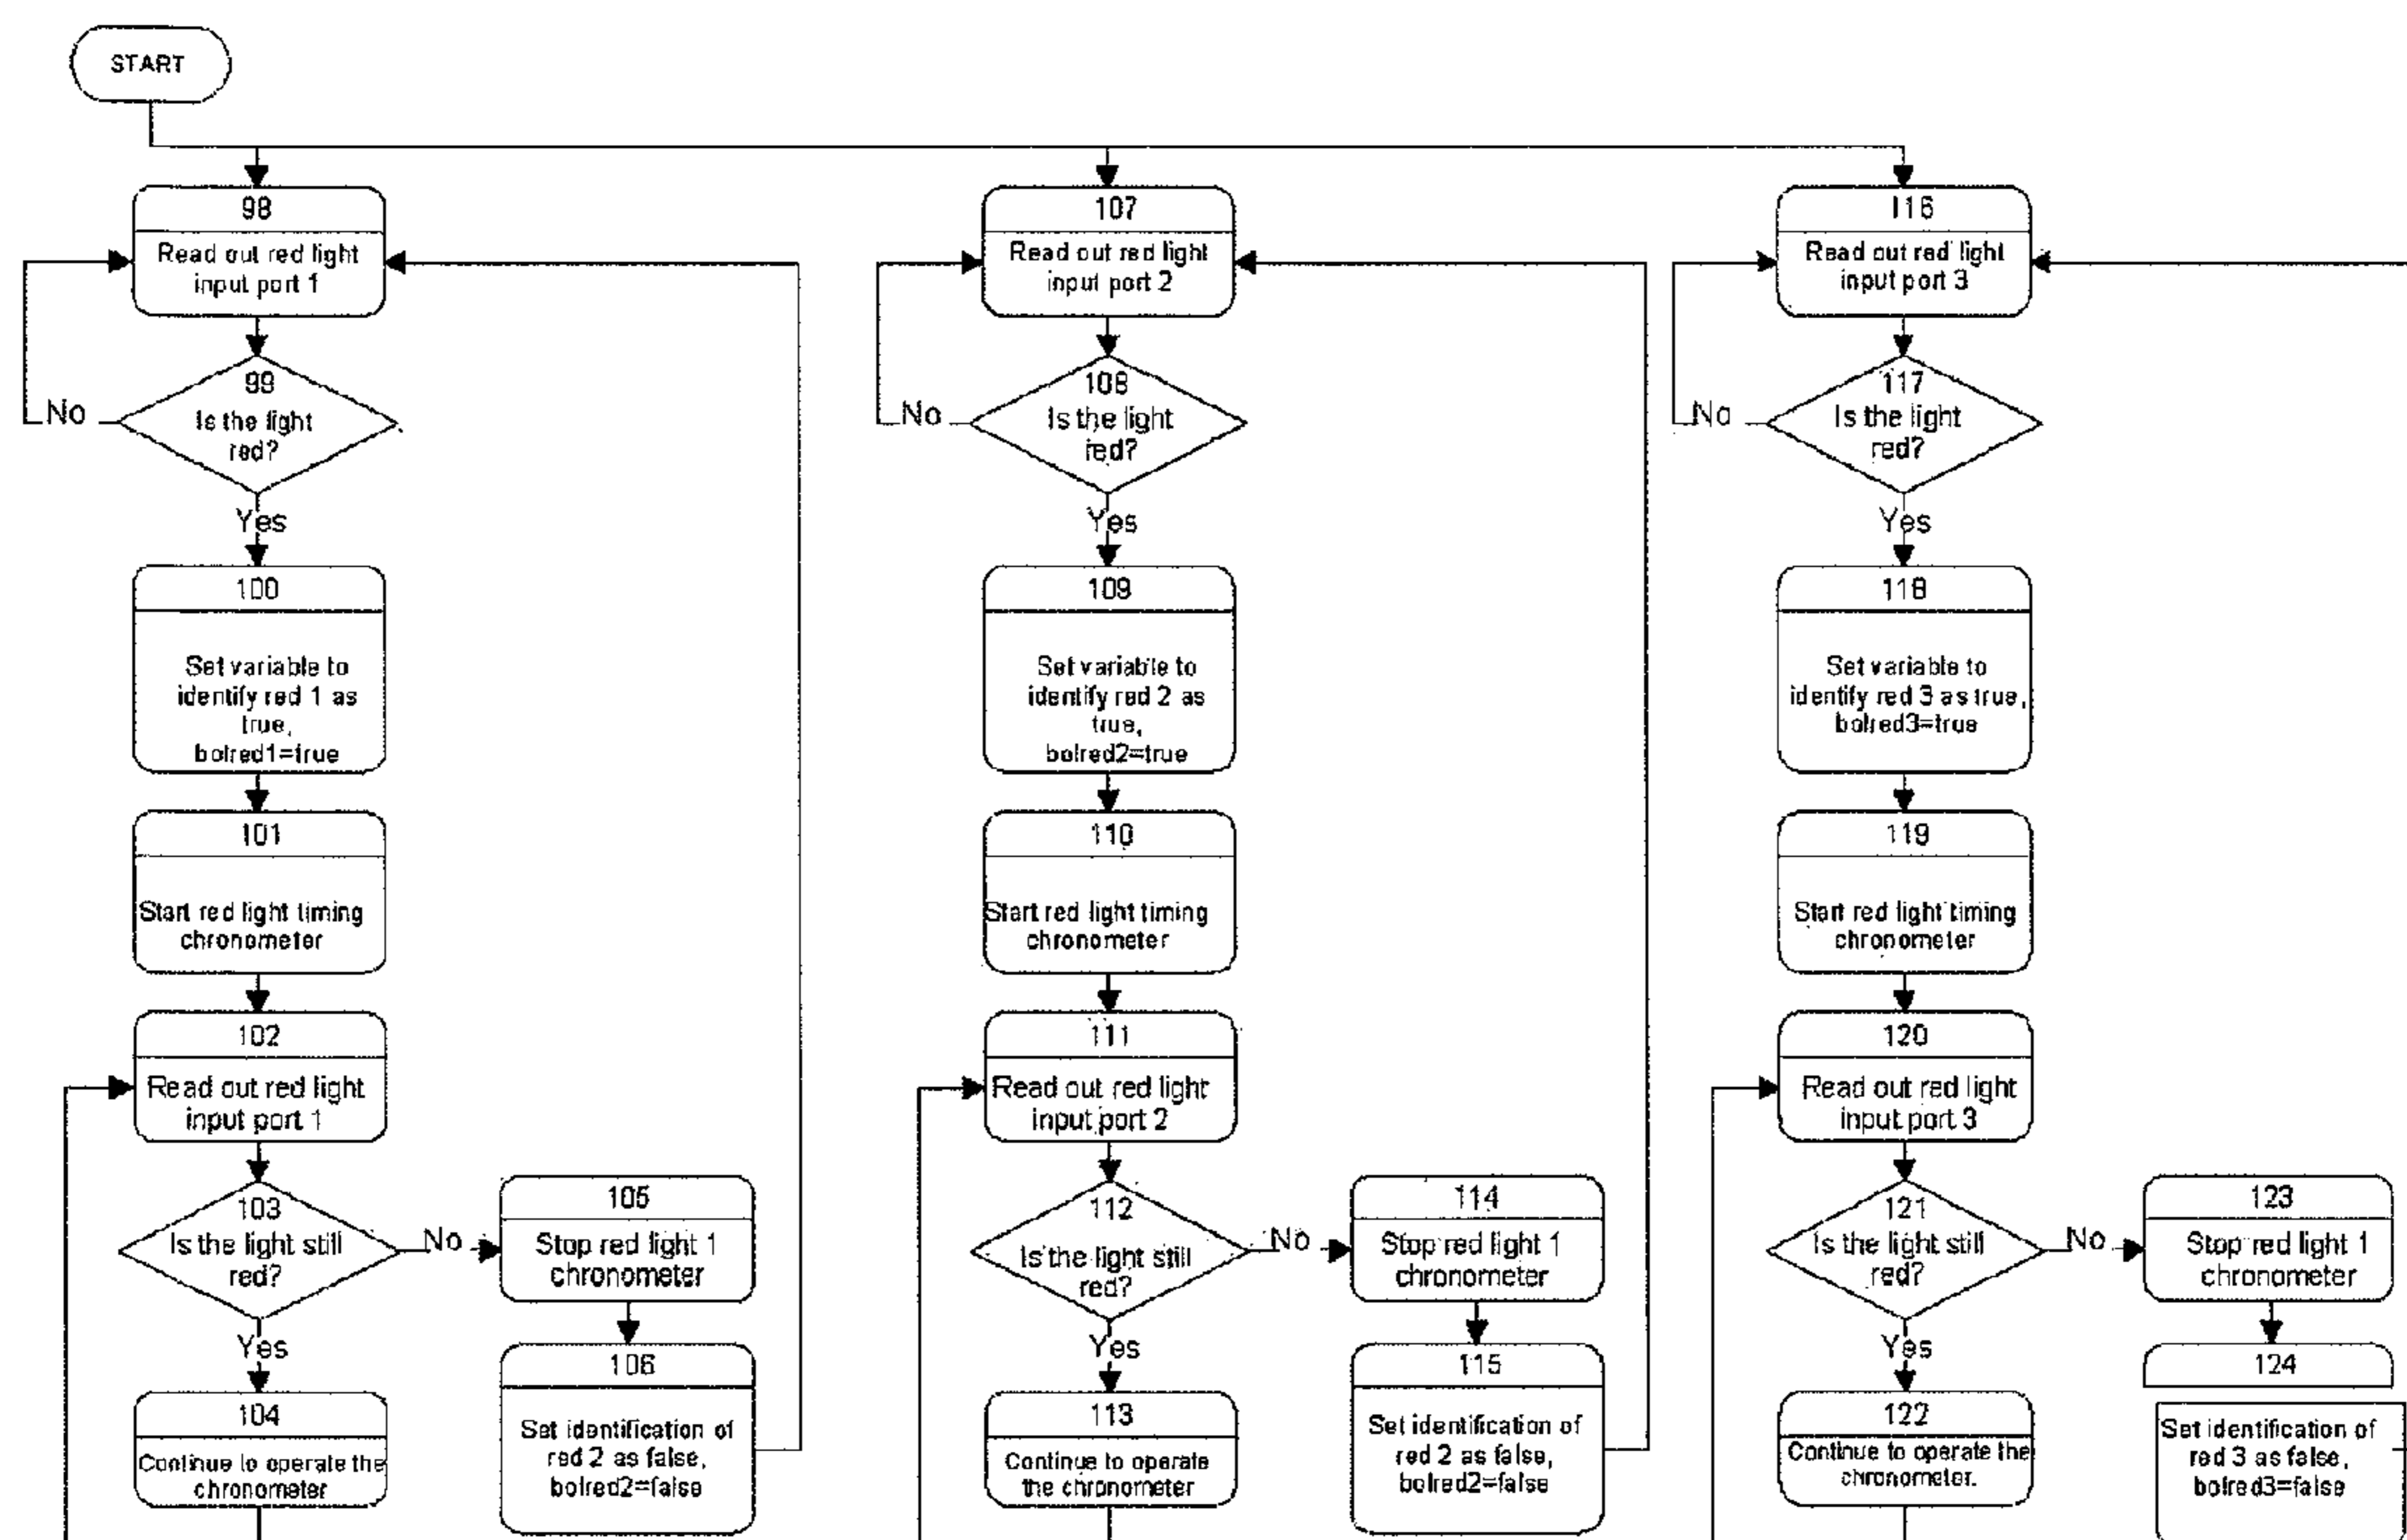 START
98
Read out red light
input port 1
99
Is the light
red?
No
Yes
100
Set variable to
identify red 1 as
true,
bolred1=true
101
Start red light timing
chronometer
102
Read out red light
input port 1
103
Is the light still
red?
No
Yes
104
Continue to operate the
chronometer
105
Stop red light 1
chronometer
106
Set identification of
red 2 as false,
bolred2=false
107
Read out red light
input port 2
108
Is the light
red?
No
Yes
109
Set variable to
identify red 2 as
true,
bolred2=true
110
Start red light timing
chronometer
111
Read out red light
input port 2
112
Is the light still
red?
No
Yes
113
Continue to operate
the chronometer
114
Stop red light 1
chronometer
115
Set identification of
red 2 as false,
bolred2=false
116
Read out red light
input port 3
117
Is the light
red?
No
Yes
118
Set variable to
identify red 3 as true,
bolred3=true
119
Start red light timing
chronometer
120
Read out red light
input port 3
121
Is the light still
red?
No
Yes
122
Continue to operate the
chronometer.
123
Stop red light 1
chronometer
124
Set identification of
red 3 as false,
bolred3=false